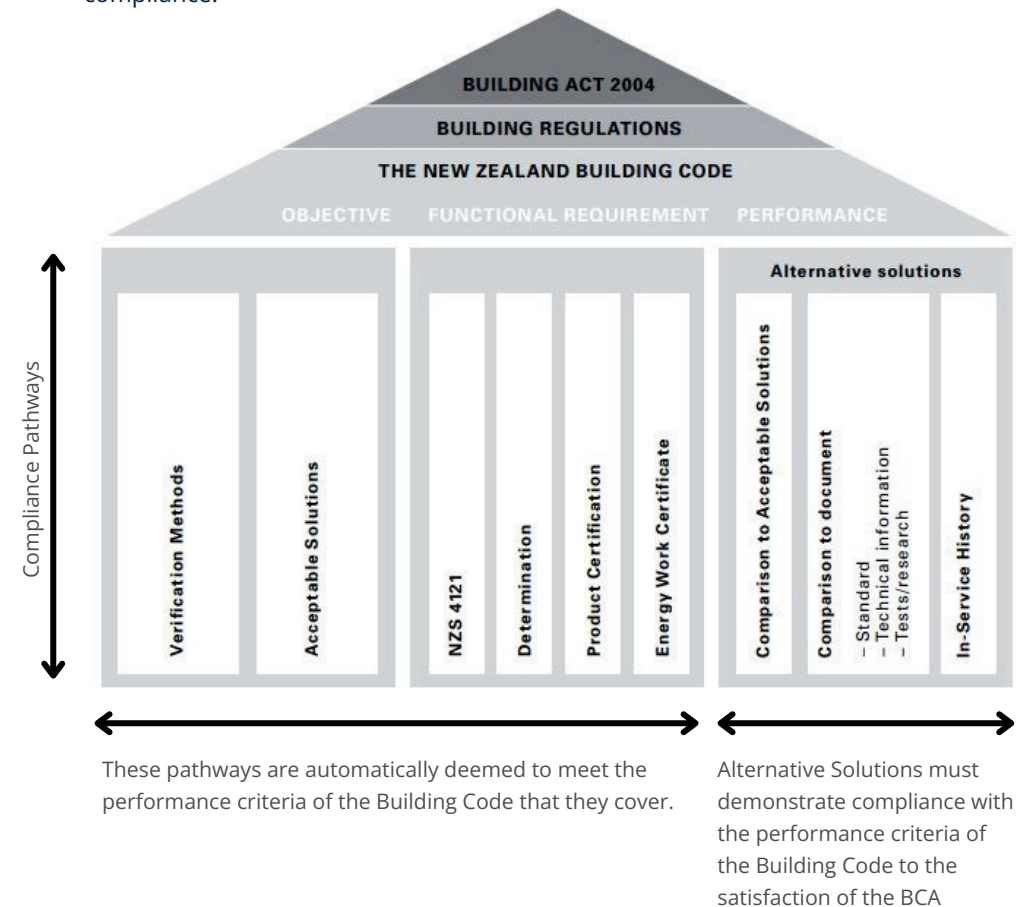 compliance.
BUILDING ACT 2004
BUILDING REGULATIONS
THE NEW ZEALAND BUILDING CODE
OBJECTIVE FUNCTIONAL REQUIREMENT PERFORMANCE
Compliance Pathways
Verification Methods
Acceptable Solutions
NZS 4121
Determination
Product Certification
Energy Work Certificate
Alternative solutions
Comparison to Acceptable Solutions
Comparison to document
– Standard
– Technical information
– Tests/research
In-Service History
These pathways are automatically deemed to meet the
performance criteria of the Building Code that they cover.
Alternative Solutions must
demonstrate compliance with
the performance criteria of
the Building Code to the
satisfaction of the BCA